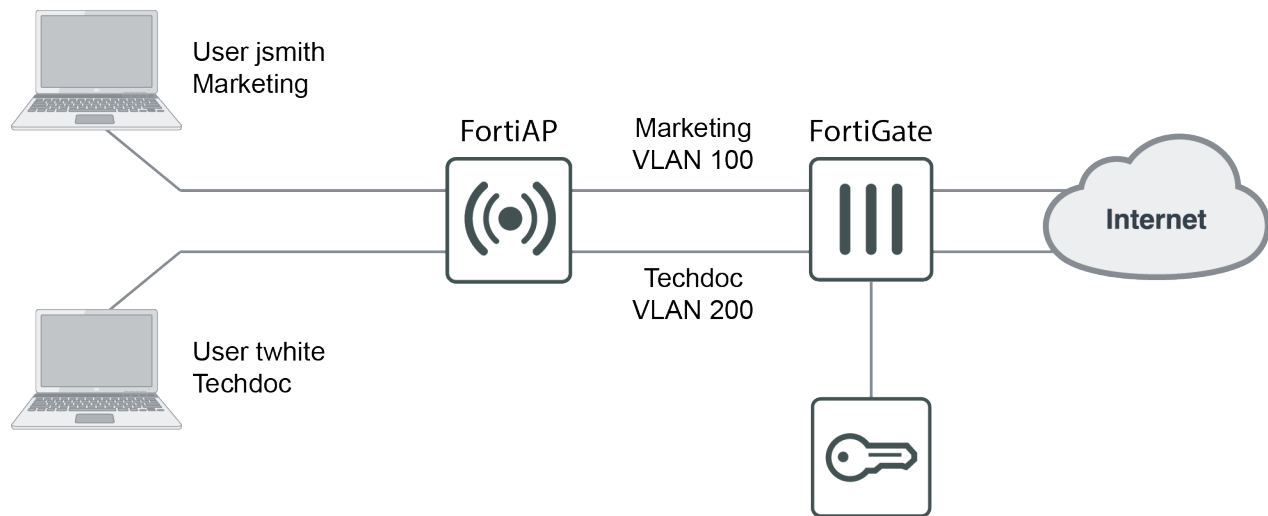 User jsmith
Marketing
FortiAP
Marketing
VLAN 100
FortiGate
Internet
Techdoc
VLAN 200
User twhite
Techdoc